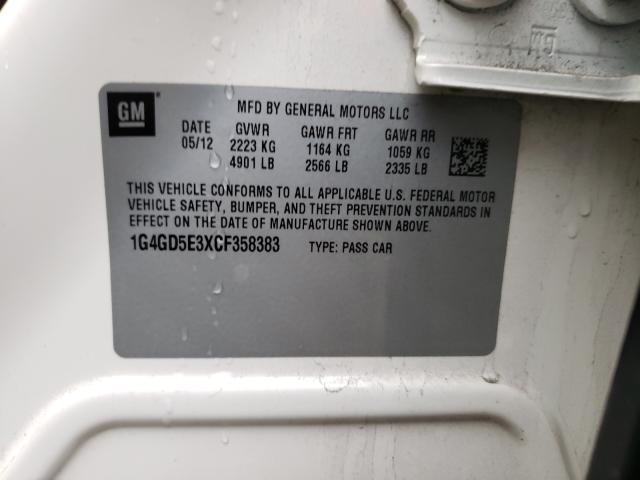 GM
MFD BY GENERAL MOTORS LLC
DATE GVWR GAWR FRT GAWR RR
05/12 2223 KG 1164 KG 1059 KG
4901 LB 2566 LB 2335 LB
THIS VEHICLE CONFORMS TO ALL APPLICABLE U.S. FEDERAL MOTOR
VEHICLE SAFETY, BUMPER, AND THEFT PREVENTION STANDARDS IN
EFFECT ON THE DATE OF MANUFACTURE SHOWN ABOVE.
1G4GD5E3XCF358383 TYPE: PASS CAR